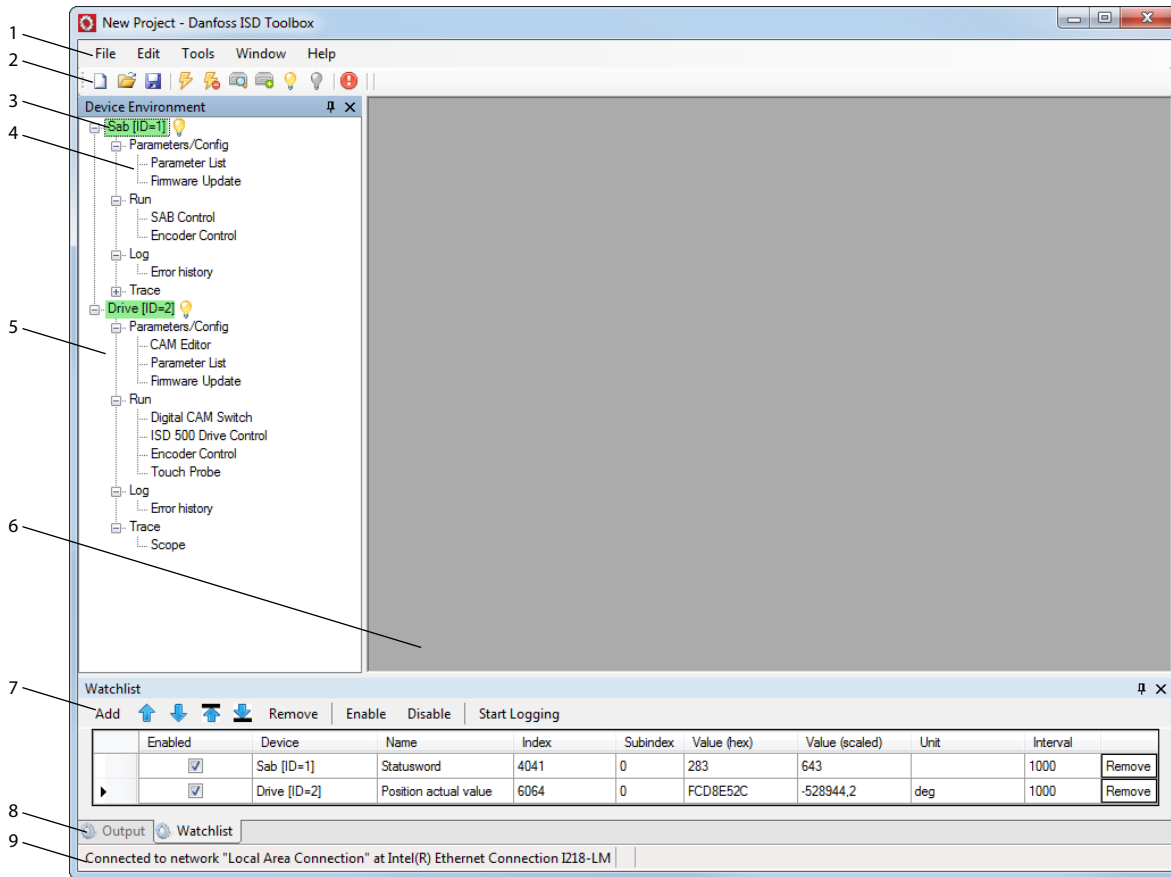 New Project - Danfoss ISD Toolbox
1
File Edit Tools Window Help
2
3
Device Environment
Sab [ID=1]
4
Parameters/Config
Parameter List
Firmware Update
Run
SAB Control
Encoder Control
Log
Error history
Trace
Drive [ID=2]
5
Parameters/Config
CAM Editor
Parameter List
Firmware Update
Run
Digital CAM Switch
ISD 500 Drive Control
Encoder Control
Touch Probe
Log
Error history
6
Trace
Scope
7
Watchlist
Add Remove Enable Disable Start Logging
Enabled Device Name Index Subindex Value (hex) Value (scaled) Unit Interval
Sab [ID=1] Statusword 4041 0 283 643 1000 Remove
Drive [ID=2] Position actual value 6064 0 FCD8E52C -528944,2 deg 1000 Remove
8
Output Watchlist
9
Connected to network "Local Area Connection" at Intel(R) Ethernet Connection I218-LM